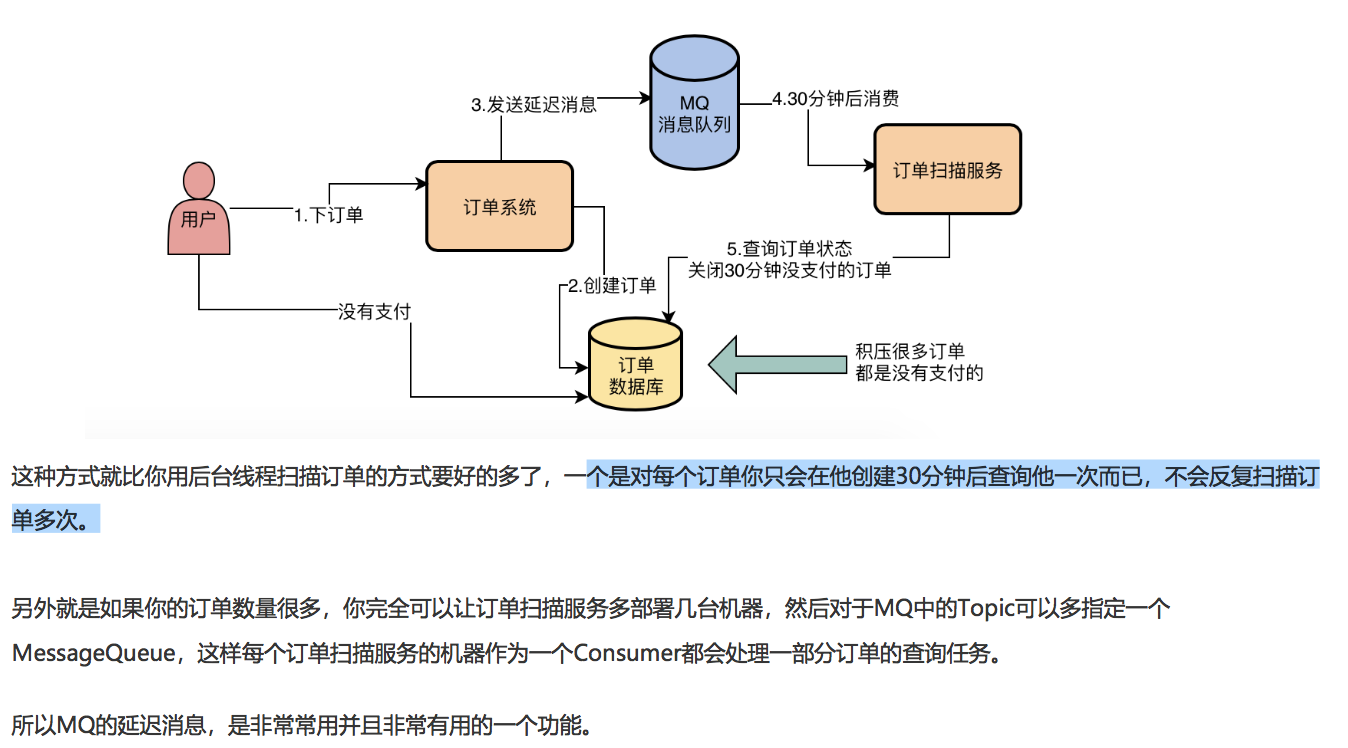 MQ
消息队列
3.发送延迟消息
4.30分钟后消费
订单扫描服务
用户
1.下订单
订单系统
5.查询订单状态
关闭30分钟没支付的订单
2.创建订单
没有支付
订单
数据库
积压很多订单
都是没有支付的
这种方式就比你用后台线程扫描订单的方式要好的多了，一个是对每个订单你只会在他创建30分钟后查询他一次而已，不会反复扫描订
单多次。
另外就是如果你的订单数量很多，你完全可以让订单扫描服务多部署几台机器，然后对于MQ中的Topic可以多指定一个
MessageQueue，这样每个订单扫描服务的机器作为一个Consumer都会处理一部分订单的查询任务。
所以MQ的延迟消息，是非常常用并且非常有用的一个功能。